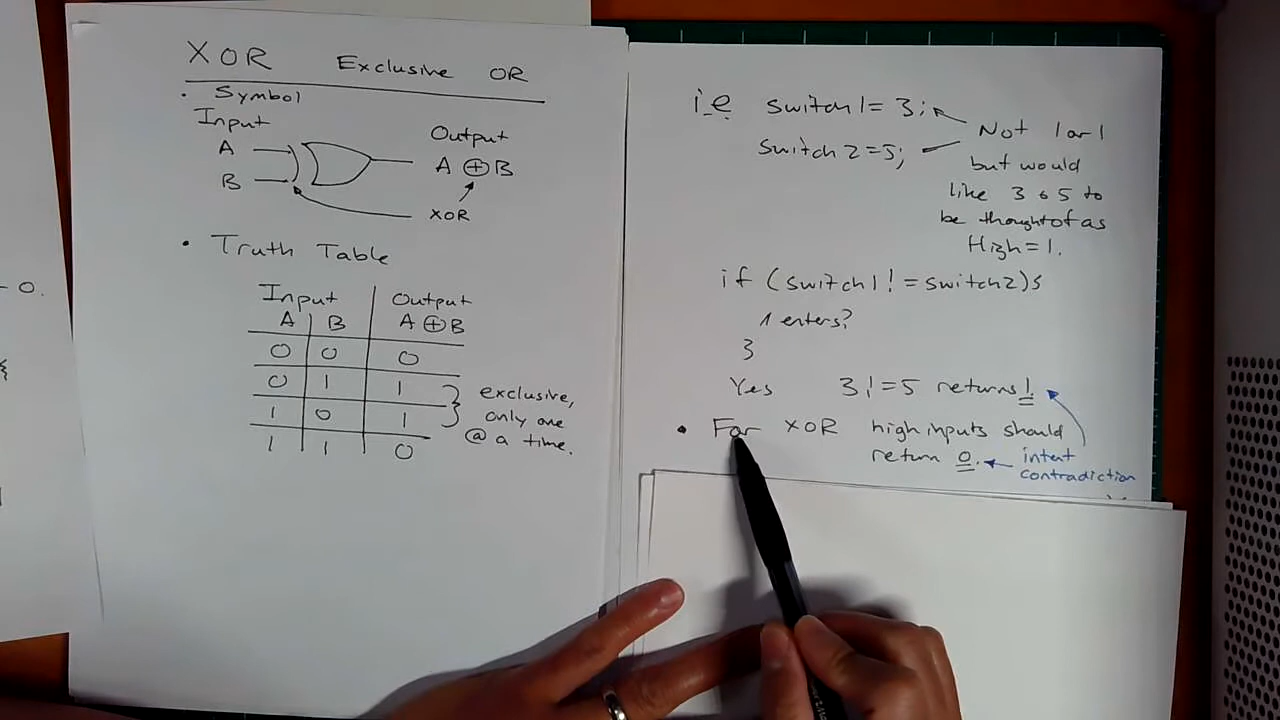 XOR Exclusive OR
• Symbol
Input
Output
A
A ⊕ B
B
XOR
• Truth Table
Input Output
A B A ⊕ B
0 0 0
0 1 1
1 0 1
1 1 0
exclusive,
only one
@ a time.
- 0.
i.e switch1 = 3;
switch2 = 5;
Not 1 or 1
but would
like 3 & 5 to
be thought of as
High = 1.
if (switch1 != switch2){
// enters?
}
Yes 3 != 5 returns 1
• For XOR high inputs should
return 0.
intent
contradiction